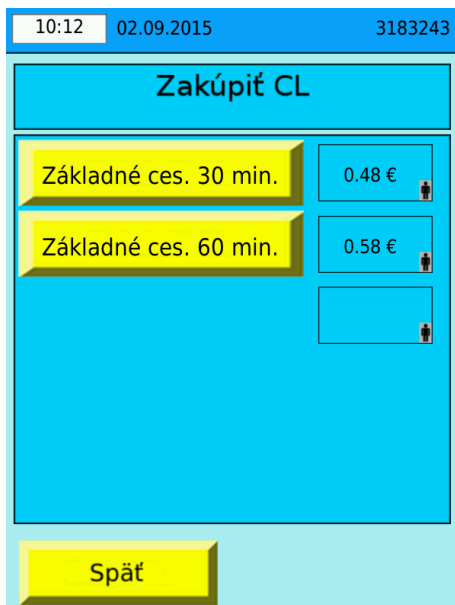 10:12 02.09.2015 3183243
Zakúpiť CL
Základné ces. 30 min. 0.48 €
Základné ces. 60 min. 0.58 €
Späť